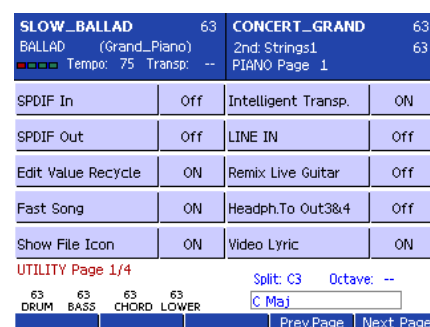 SLOW_BALLAD 63
BALLAD (Grand_Piano)
Tempo: 75 Transp: --
CONCERT_GRAND 63
2nd: Strings1 63
PIANO Page 1
SPDIF In Off Intelligent Transp. ON
SPDIF Out Off LINE IN Off
Edit Value Recycle ON Remix Live Guitar Off
Fast Song ON Headph.To Out3&4 Off
Show File Icon ON Video Lyric ON
UTILITY Page 1/4
Split: C3 Octave: --
63 63 63 63
DRUM BASS CHORD LOWER
C Maj
Prev Page Next Page